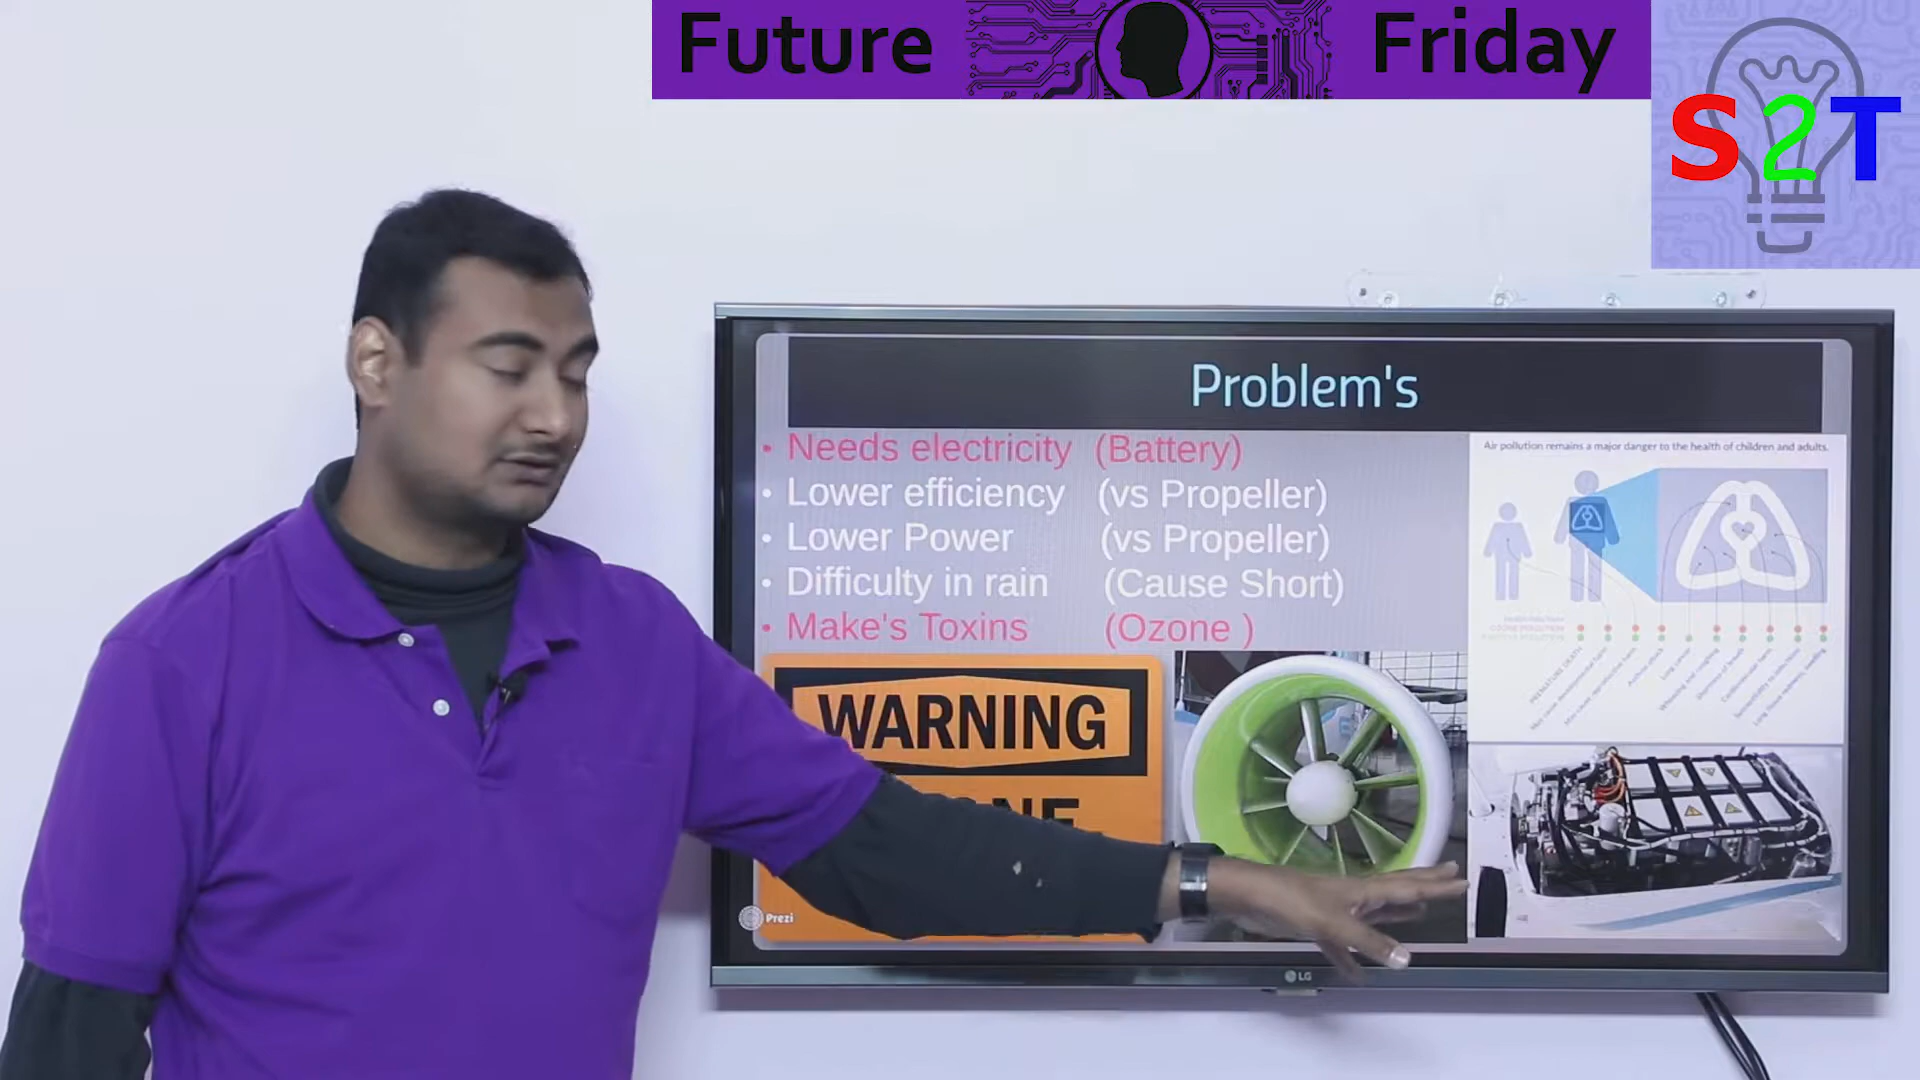 Future Friday
S2T
Problem's
• Needs electricity (Battery)
• Lower efficiency (vs Propeller)
• Lower Power (vs Propeller)
• Difficulty in rain (Cause Short)
• Make's Toxins (Ozone )
Air pollution remains a major danger to the health of children and adults.
PREMATURE DEATH
WARNING
Prezi
LG